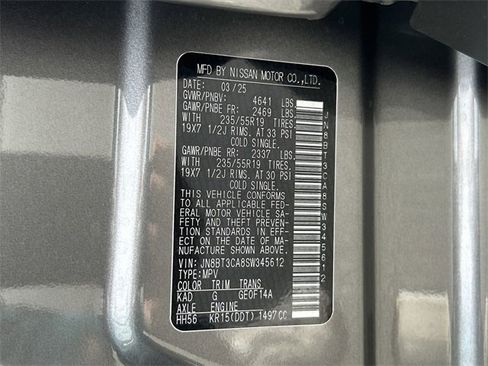 MFD BY NISSAN MOTOR CO.,LTD.
DATE: 03/25
GVWR/PNBV: 4641 LBS
GAWR/PNBE FR: 2469 LBS.
WITH 235/55R19 TIRES
19X7 1/2J RIMS. AT 33 PSI
COLD SINGLE.
GAWR/PNBE RR: 2337 LBS.
WITH 235/55R19 TIRES
19X7 1/2J RIMS. AT 30 PSI
COLD SINGLE.
THIS VEHICLE CONFORMS
TO ALL APPLICABLE FED-
ERAL MOTOR VEHICLE SA-
FETY AND THEFT PREVEN-
TION STANDARDS IN EFF-
ECT ON THE DATE OF MA-
NUFACTURE SHOWN ABOVE.
VIN: JN8BT3CA8SW345612
TYPE: MPV
COLOR TRIM TRANS
KAD G GE0F14A
AXLE ENGINE
HH56 KR15(DDT) 1497CC
JN8BT3CA8SW345612